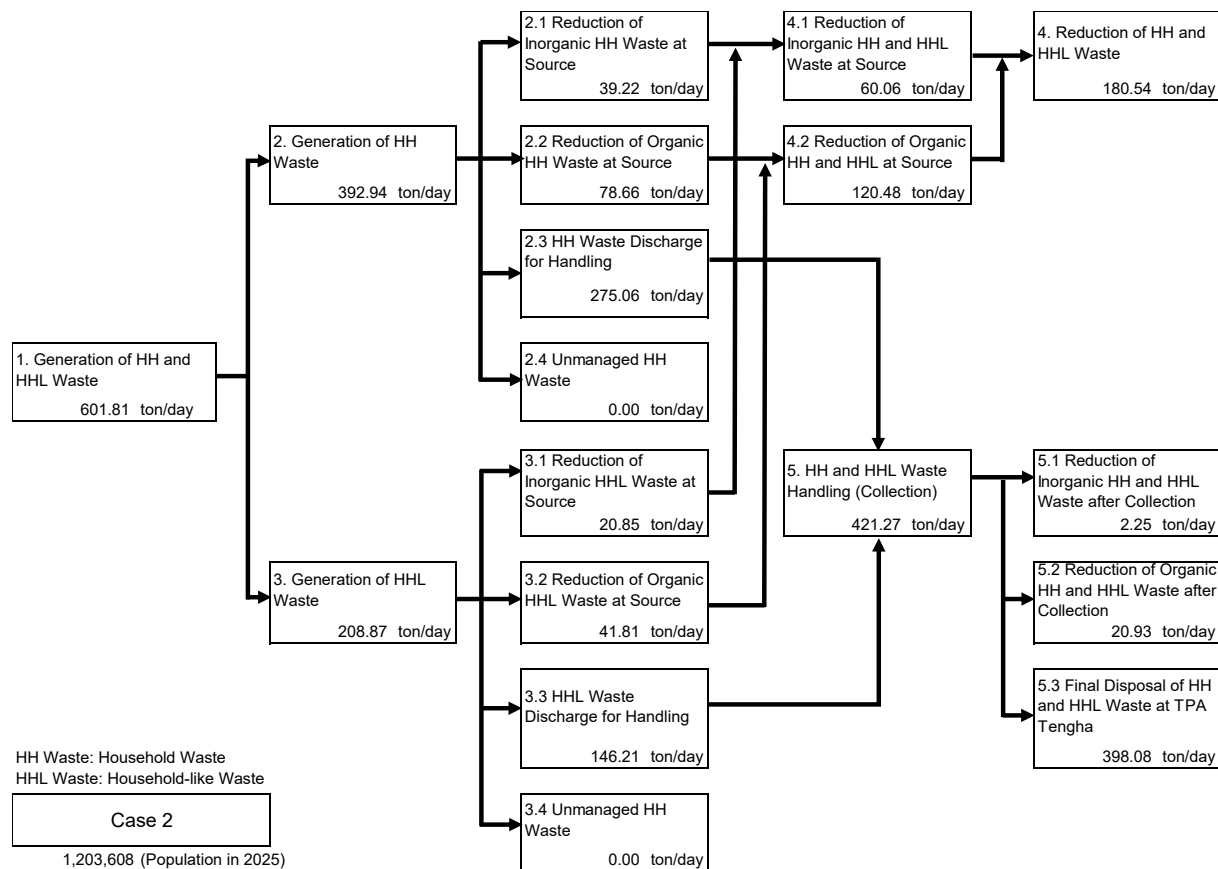 2.1 Reduction of
Inorganic HH Waste at
Source
39.22 ton/day
4.1 Reduction of
Inorganic HH and HHL
Waste at Source
60.06 ton/day
4. Reduction of HH and
HHL Waste
180.54 ton/day
2. Generation of HH
Waste
392.94 ton/day
2.2 Reduction of Organic
HH Waste at Source
78.66 ton/day
4.2 Reduction of Organic
HH and HHL at Source
120.48 ton/day
2.3 HH Waste Discharge
for Handling
275.06 ton/day
1. Generation of HH and
HHL Waste
601.81 ton/day
2.4 Unmanaged HH
Waste
0.00 ton/day
3.1 Reduction of
Inorganic HHL Waste at
Source
20.85 ton/day
5. HH and HHL Waste
Handling (Collection)
421.27 ton/day
5.1 Reduction of
Inorganic HH and HHL
Waste after Collection
2.25 ton/day
3. Generation of HHL
Waste
208.87 ton/day
3.2 Reduction of Organic
HHL Waste at Source
41.81 ton/day
5.2 Reduction of Organic
HH and HHL Waste after
Collection
20.93 ton/day
3.3 HHL Waste
Discharge for Handling
146.21 ton/day
5.3 Final Disposal of HH
and HHL Waste at TPA
Tengha
398.08 ton/day
3.4 Unmanaged HH
Waste
0.00 ton/day
HH Waste: Household Waste
HHL Waste: Household-like Waste
Case 2
1,203,608 (Population in 2025)